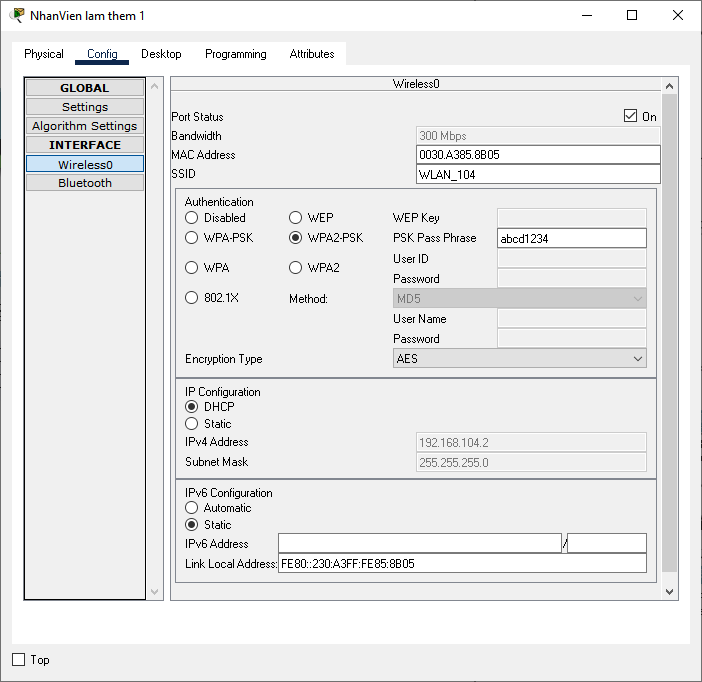 NhanVien lam them 1
Physical Config Desktop Programming Attributes
GLOBAL
Settings
Algorithm Settings
INTERFACE
Wireless0
Bluetooth
Wireless0
Port Status On
Bandwidth 300 Mbps
MAC Address 0030.A385.8B05
SSID WLAN_104
Authentication
Disabled WEP WEP Key
WPA-PSK WPA2-PSK PSK Pass Phrase abcd1234
User ID
WPA WPA2 Password
802.1X Method: MD5
User Name
Password
Encryption Type AES
IP Configuration
DHCP
Static
IPv4 Address 192.168.104.2
Subnet Mask 255.255.255.0
IPv6 Configuration
Automatic
Static
IPv6 Address /
Link Local Address: FE80::230:A3FF:FE85:8B05
Top